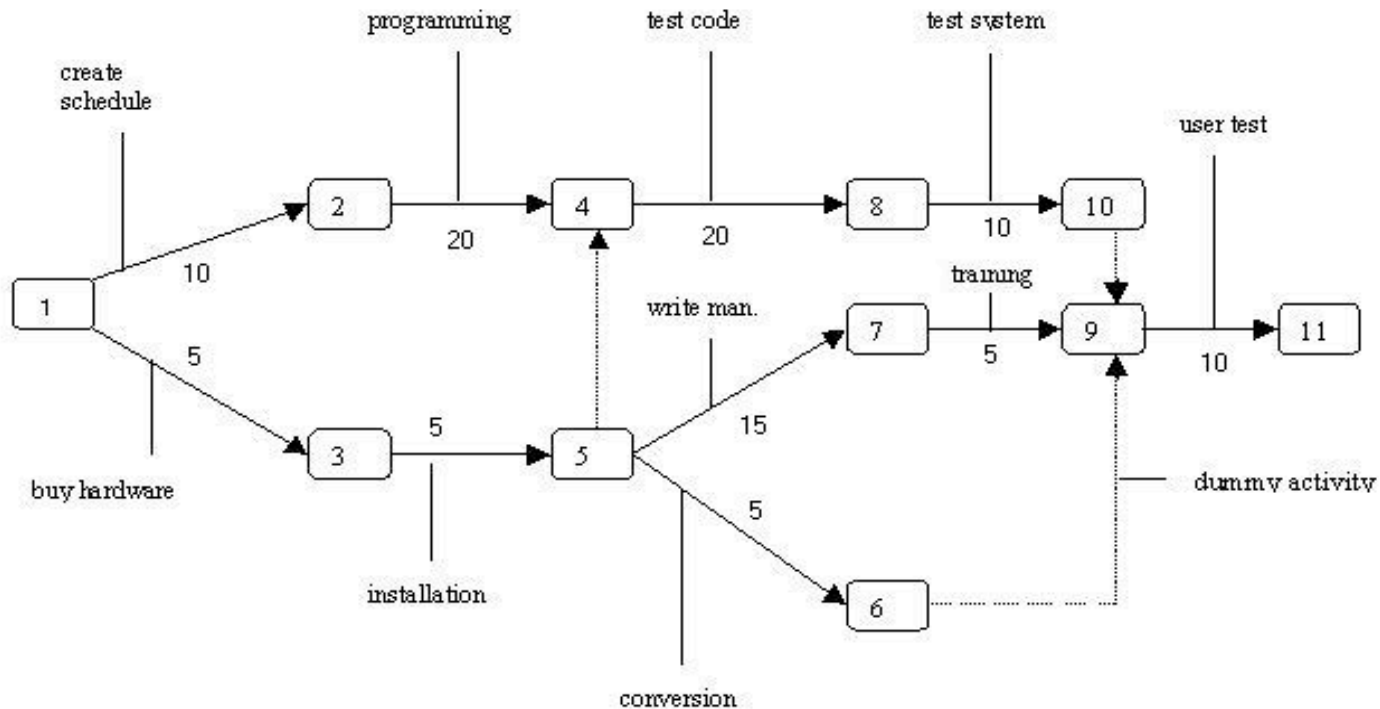 programming
test code
test system
create
schedule
user test
2
4
8
10
20
20
10
10
training
1
write man.
7
9
11
5
5
10
5
15
3
5
buy hardware
dummy activity
5
installation
6
conversion